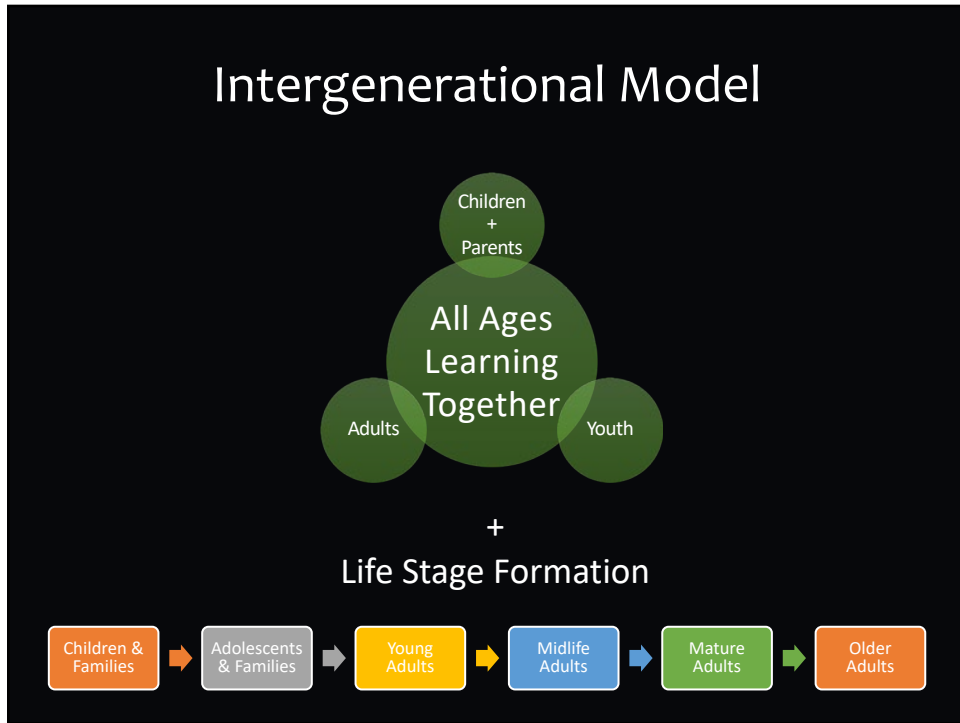 Intergenerational Model
Children
+
Parents
All Ages
Learning
Together
Adults
Youth
+
Life Stage Formation
Children &
Families
Adolescents
& Families
Young
Adults
Midlife
Adults
Mature
Adults
Older
Adults